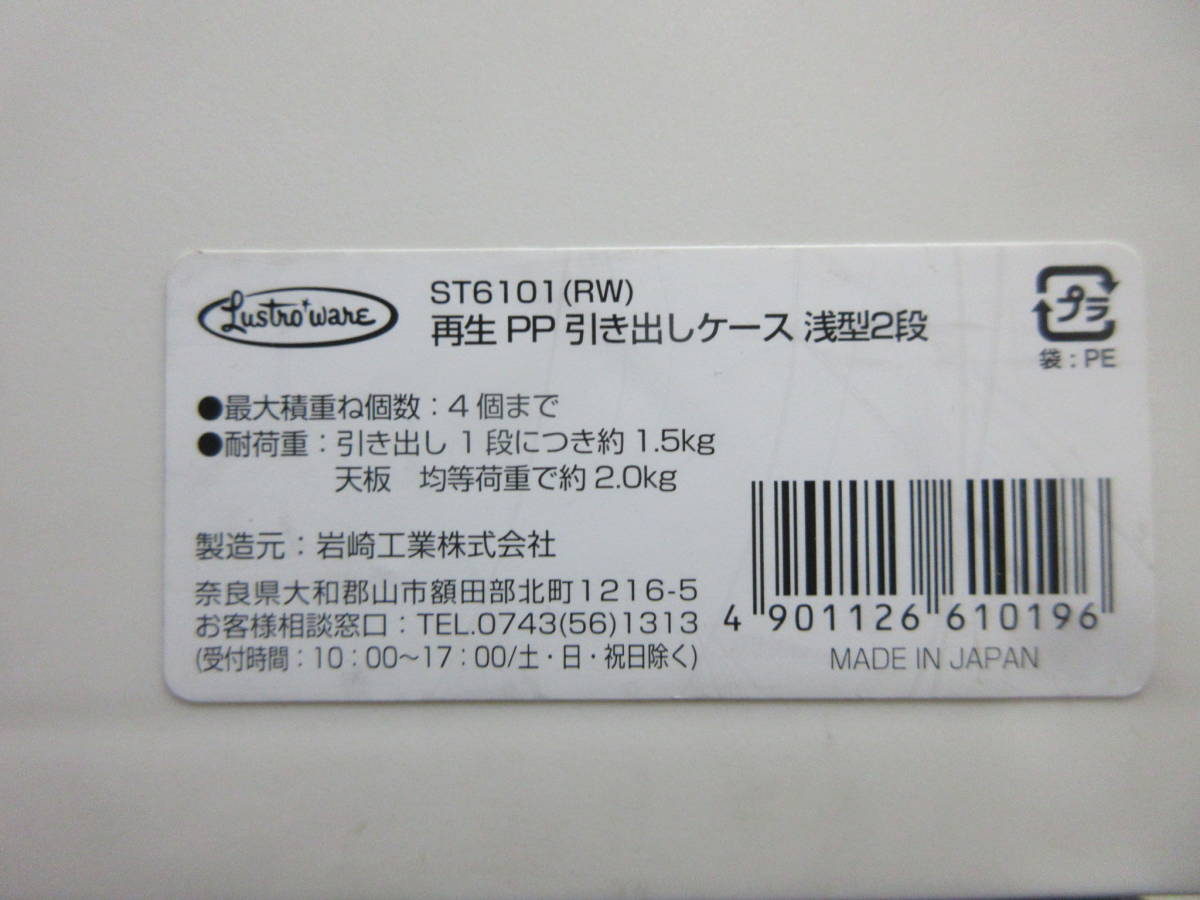 Lustro ware
ST6101(RW)
再生 PP 引き出しケース 浅型2段
プラ
袋：PE
●最大積重ね個数：4個まで
●耐荷重：引き出し 1 段につき約 1.5kg
天板　均等荷重で約 2.0kg
製造元：岩崎工業株式会社
奈良県大和郡山市額田部北町1216-5
お客様相談窓口：TEL.0743(56)1313
(受付時間：10：00〜17：00/土・日・祝日除く)
4 901126 610196
MADE IN JAPAN